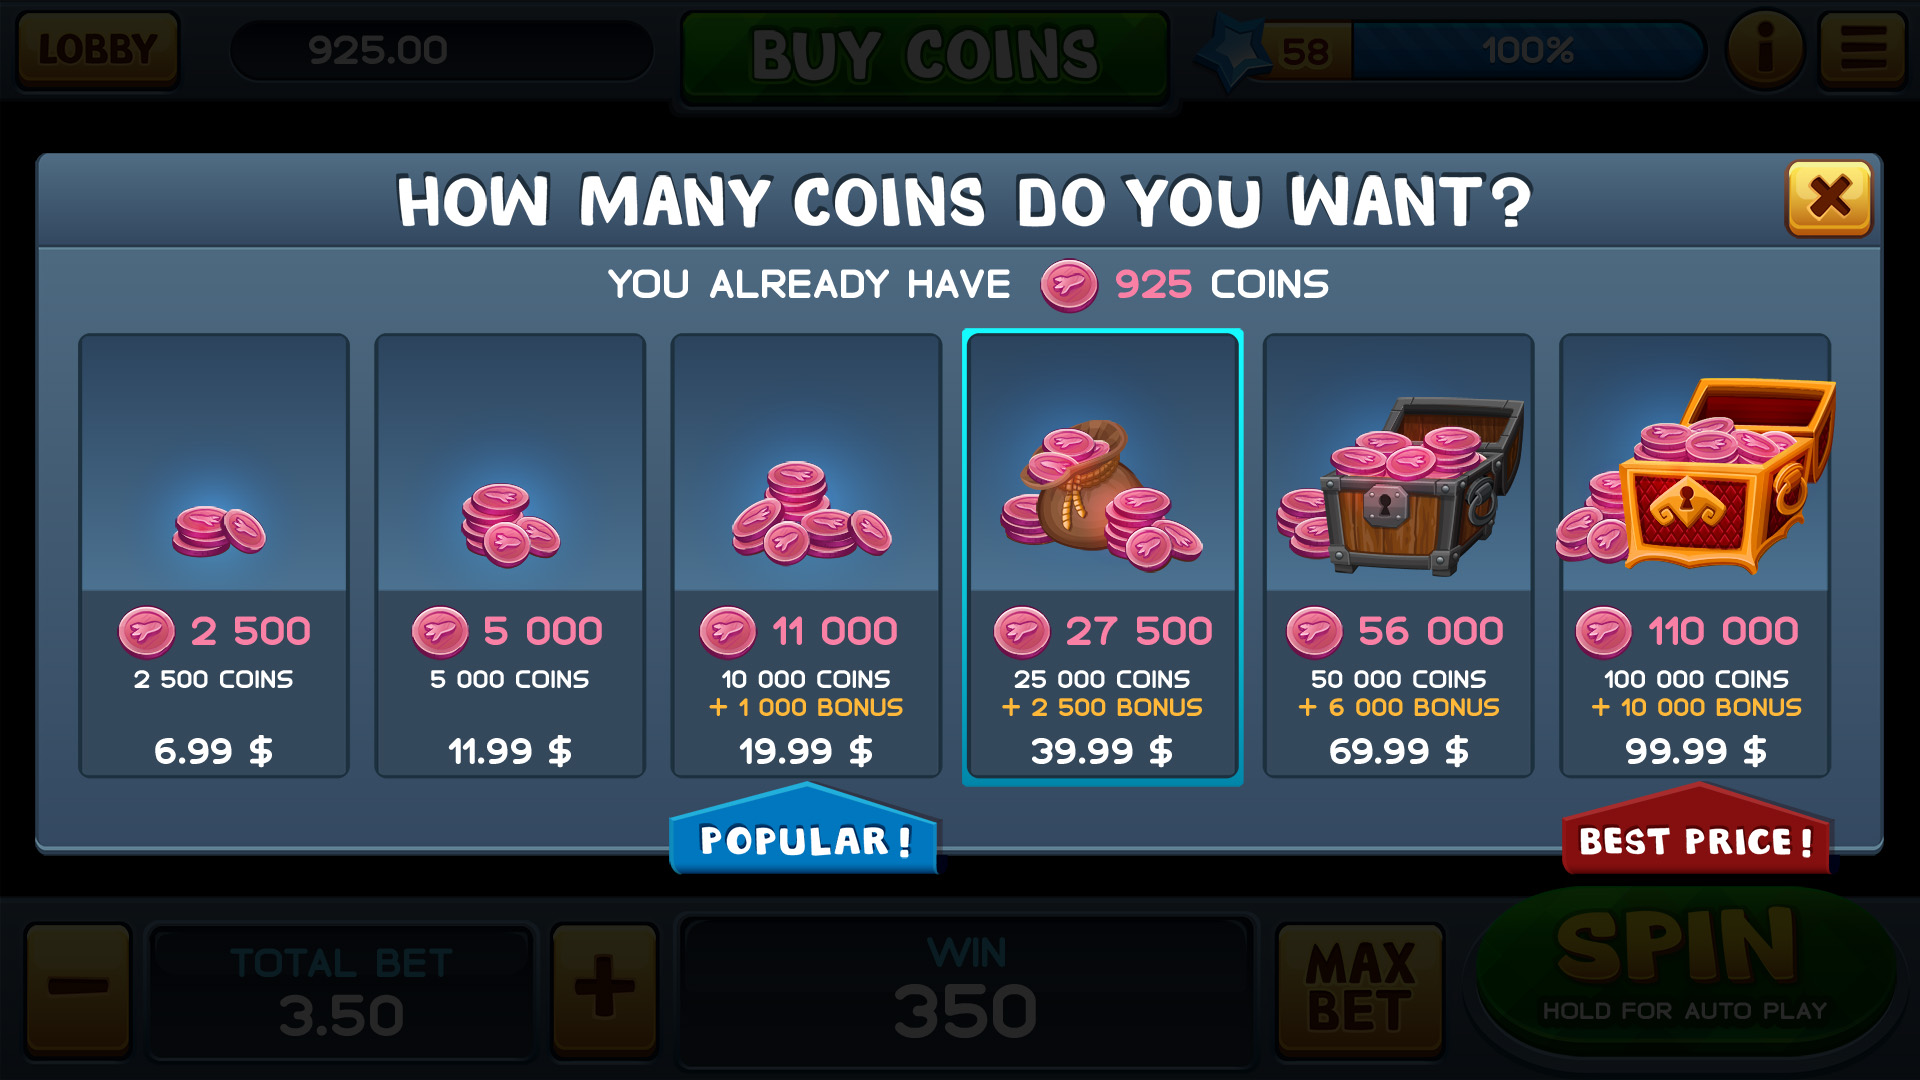 LOBBY
925.00
BUY COINS
58
100%
HOW MANY COINS DO YOU WANT?
YOU ALREADY HAVE 925 COINS
2 500
2 500 COINS
6.99 $
5 000
5 000 COINS
11.99 $
11 000
10 000 COINS
+ 1 000 BONUS
19.99 $
27 500
25 000 COINS
+ 2 500 BONUS
39.99 $
56 000
50 000 COINS
+ 6 000 BONUS
69.99 $
110 000
100 000 COINS
+ 10 000 BONUS
99.99 $
POPULAR!
BEST PRICE!
TOTAL BET
3.50
WIN
350
MAX
BET
SPIN
HOLD FOR AUTO PLAY